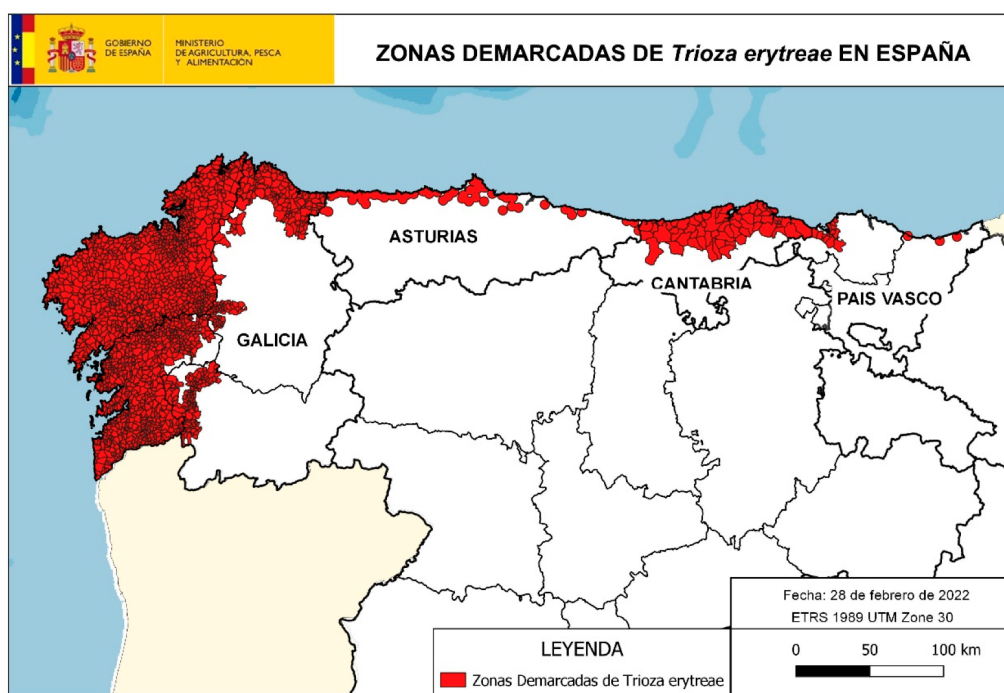 GOBIERNO
DE ESPAÑA
MINISTERIO
DE AGRICULTURA, PESCA
Y ALIMENTACIÓN
ZONAS DEMARCADAS DE Trioza erytreae EN ESPAÑA
ASTURIAS
CANTABRIA
PAIS VASCO
GALICIA
Fecha: 28 de febrero de 2022
ETRS 1989 UTM Zone 30
0 50 100 km
LEYENDA
Zonas Demarcadas de Trioza erytreae